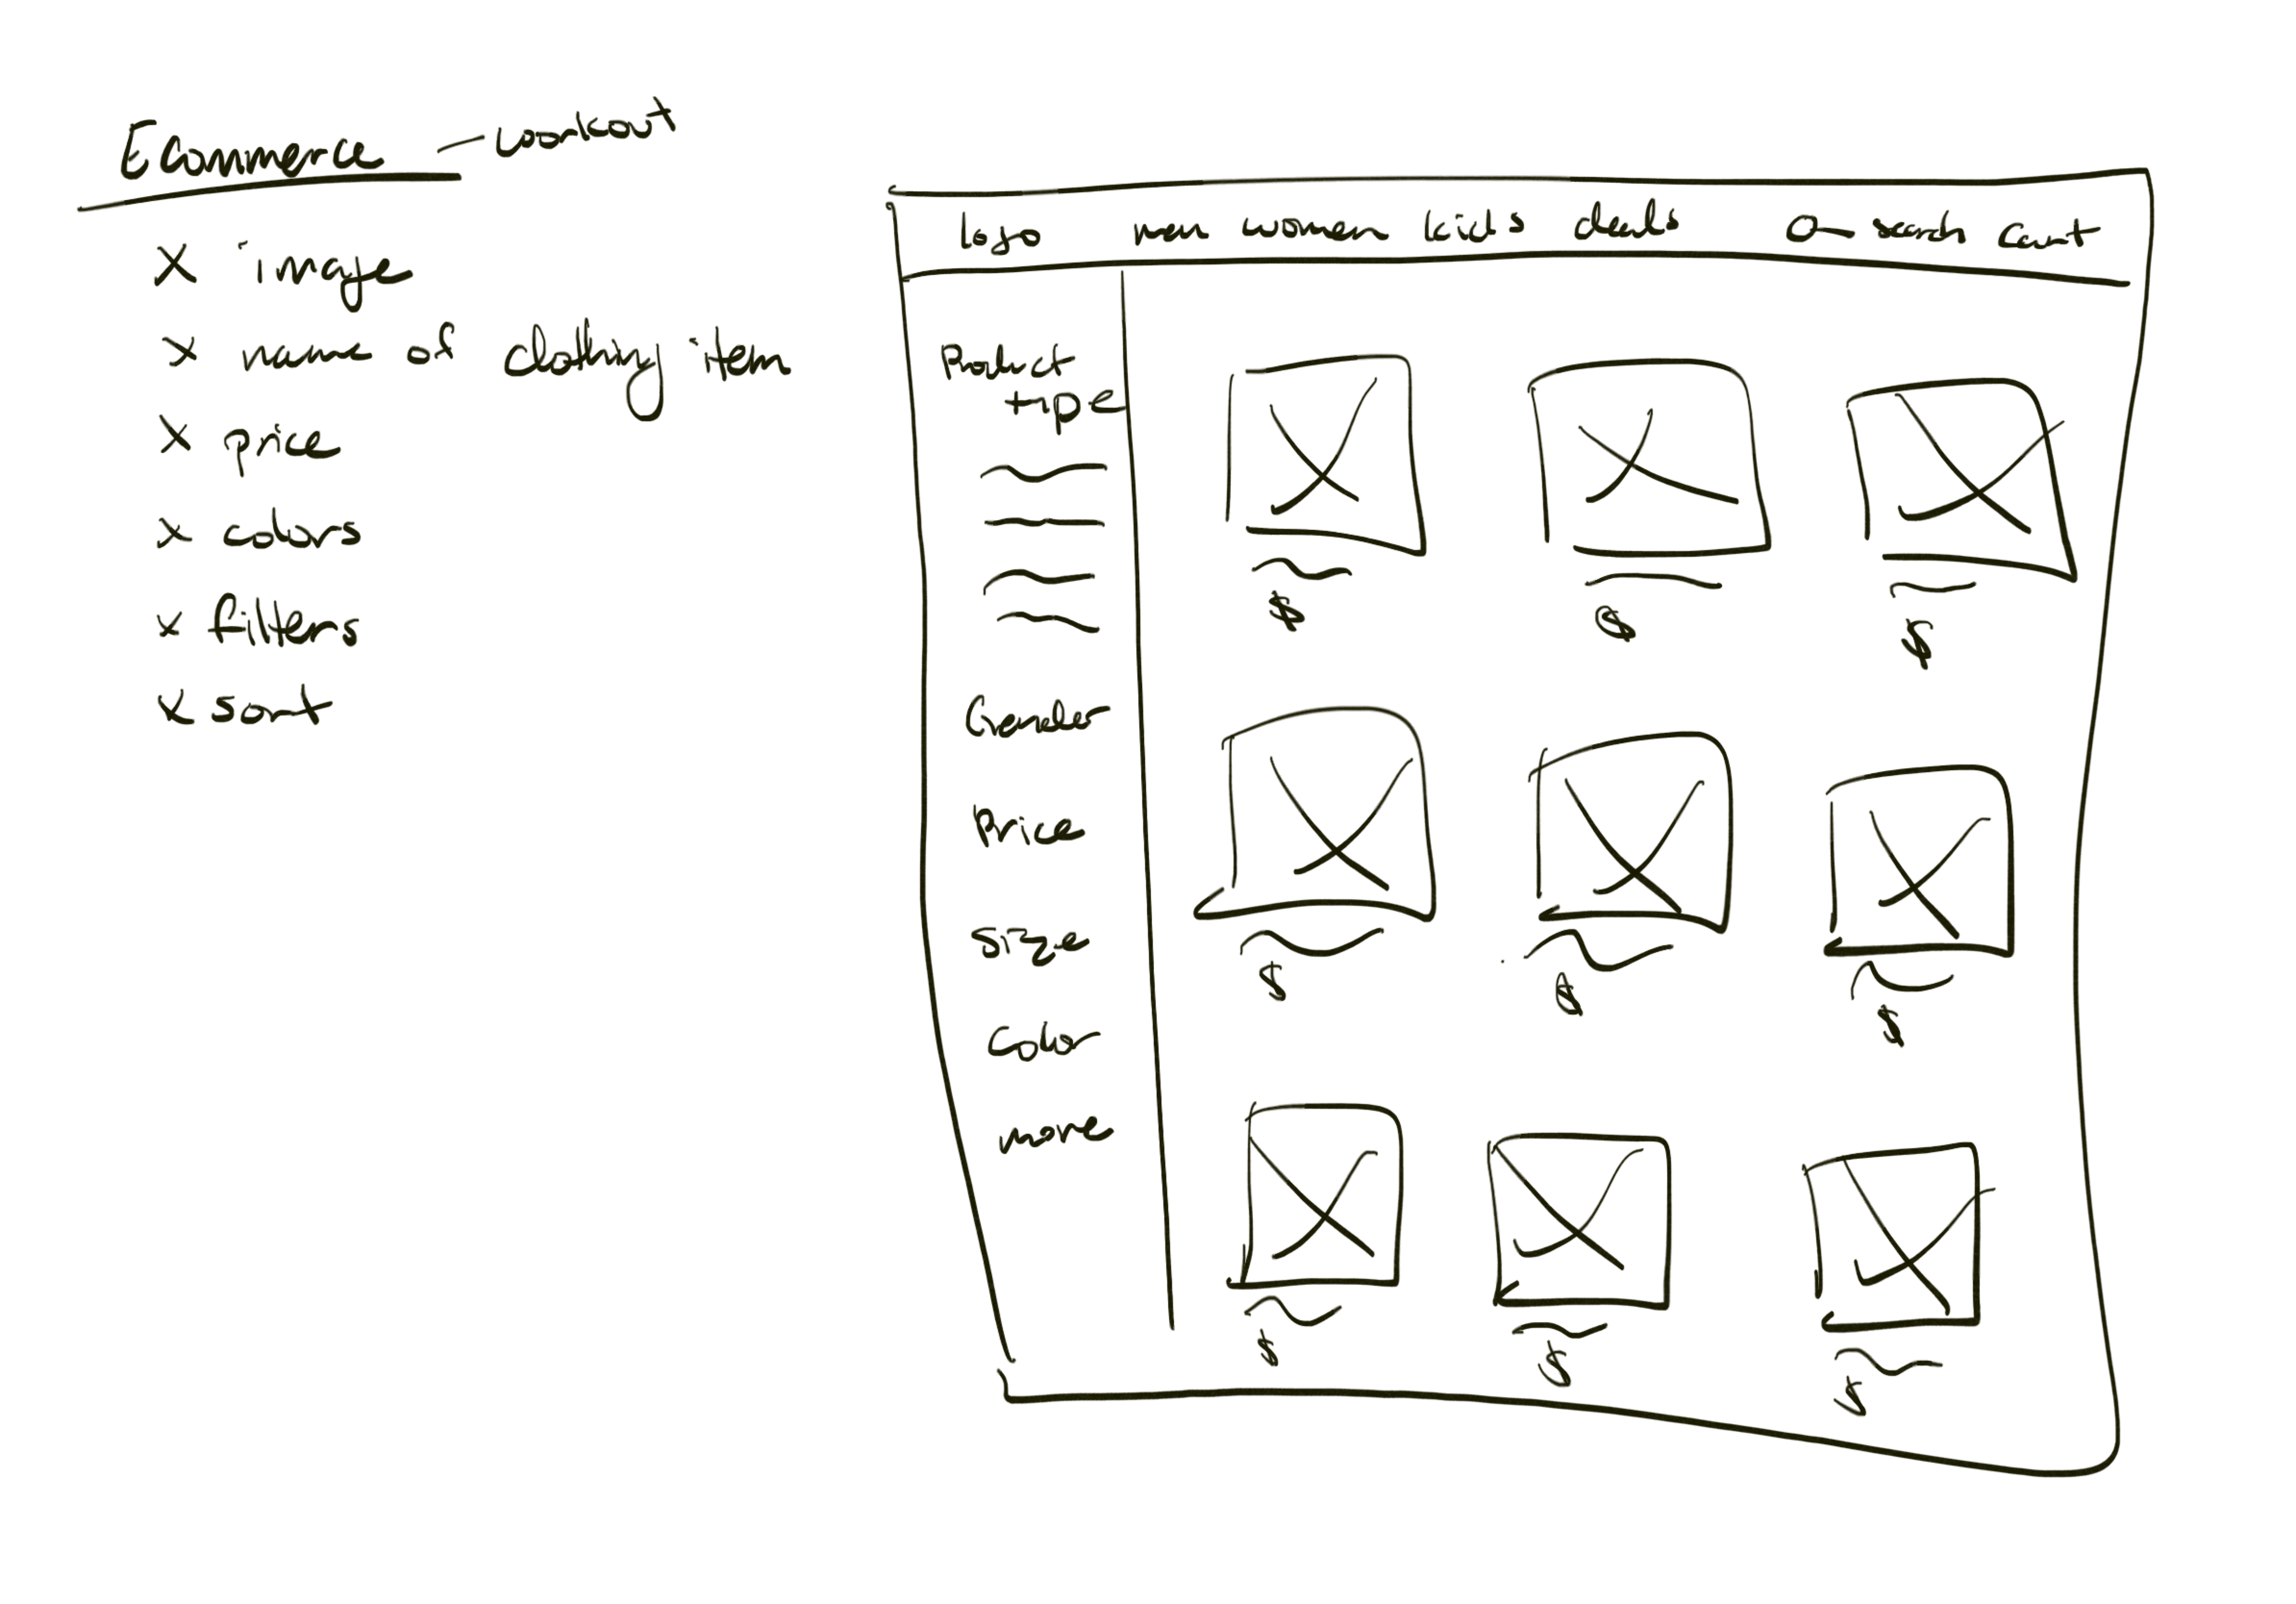 Ecommerce - workout
x image
x name of clothing item
x price
x colors
x filters
x sort
logo men women kids deals search cart
Product
type
$ $ $
Gender
Price
Size
$ $ $
Color
more
$ $ $